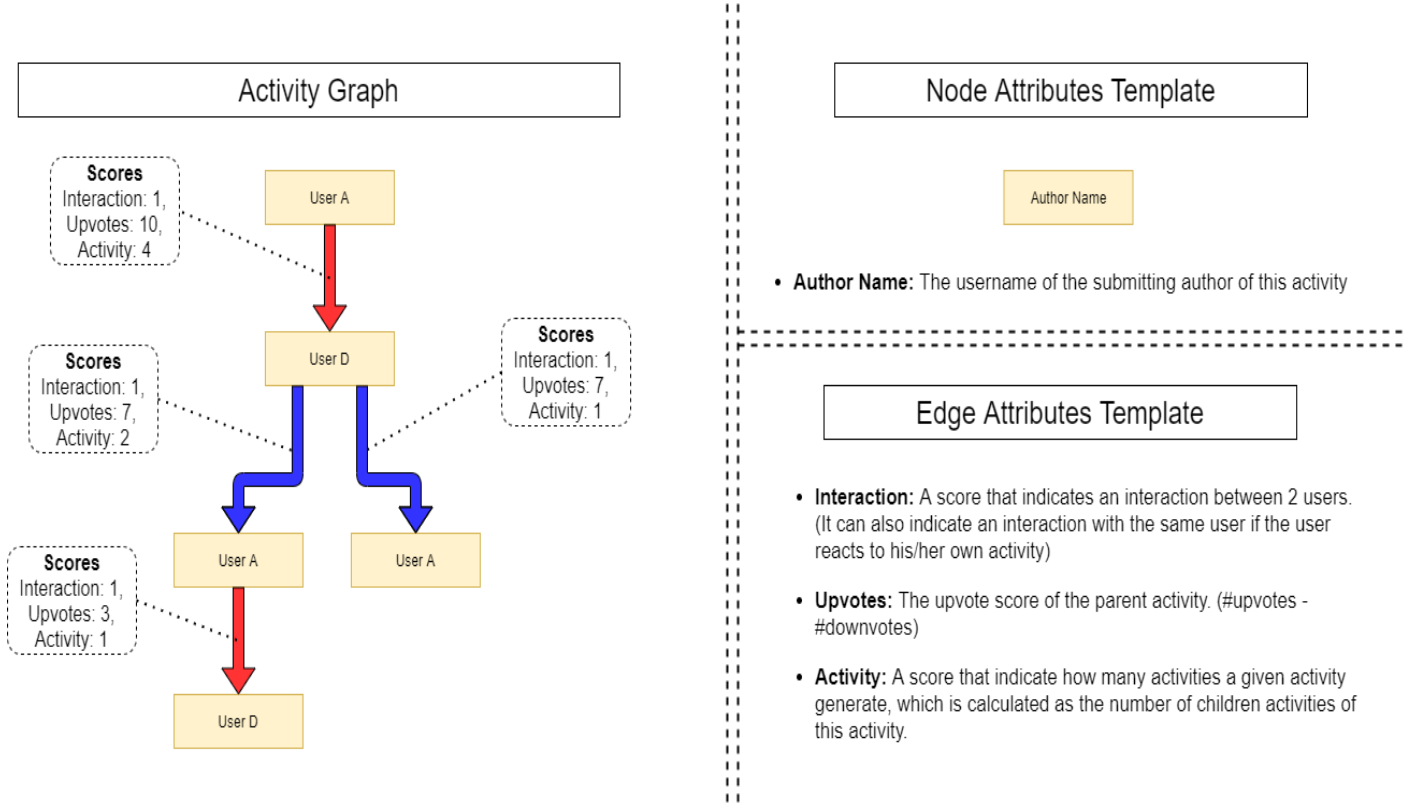 Activity Graph
Scores
Interaction: 1,
Upvotes: 10,
Activity: 4
User A
User D
Scores
Interaction: 1,
Upvotes: 7,
Activity: 1
Scores
Interaction: 1,
Upvotes: 7,
Activity: 2
User A
User A
Scores
Interaction: 1,
Upvotes: 3,
Activity: 1
User D
Node Attributes Template
Author Name
• Author Name: The username of the submitting author of this activity
Edge Attributes Template
• Interaction: A score that indicates an interaction between 2 users.
(It can also indicate an interaction with the same user if the user
reacts to his/her own activity)
• Upvotes: The upvote score of the parent activity. (#upvotes -
#downvotes)
• Activity: A score that indicate how many activities a given activity
generate, which is calculated as the number of children activities of
this activity.